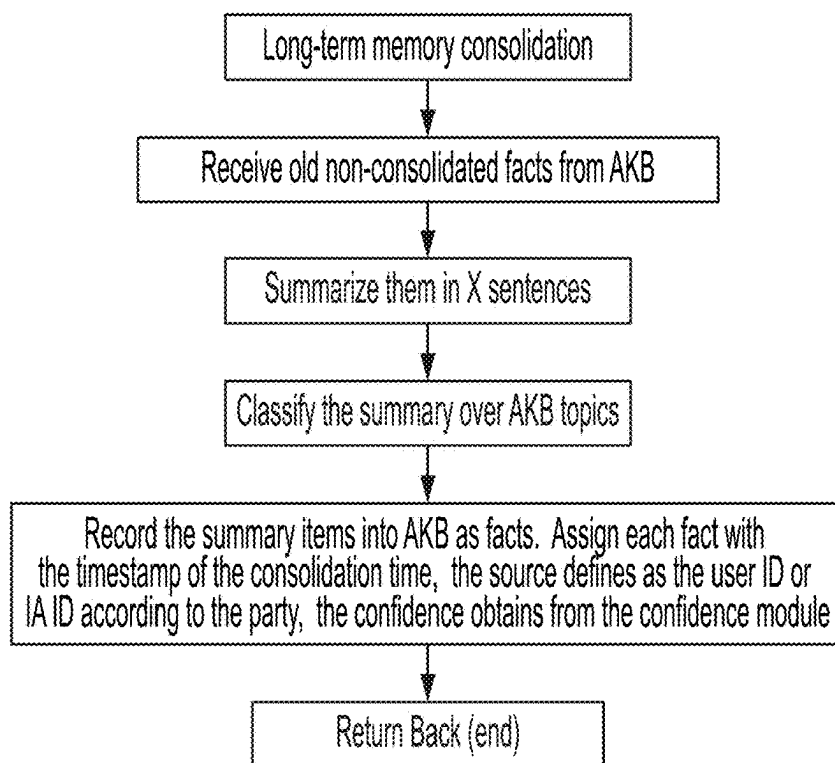 Long-term memory consolidation
Receive old non-consolidated facts from AKB
Summarize them in X sentences
Classify the summary over AKB topics
Record the summary items into AKB as facts. Assign each fact with
the timestamp of the consolidation time, the source defines as the user ID or
IA ID according to the party, the confidence obtains from the confidence module
Return Back (end)